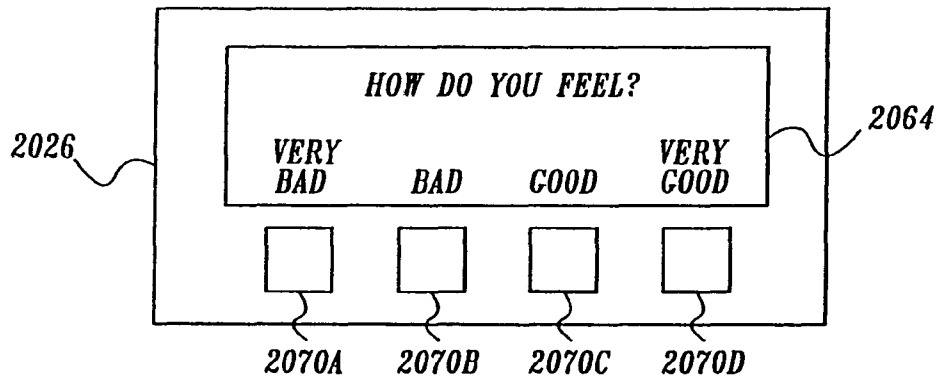 HOW DO YOU FEEL?
2064
2026
VERY BAD GOOD VERY
BAD GOOD
2070A 2070B 2070C 2070D